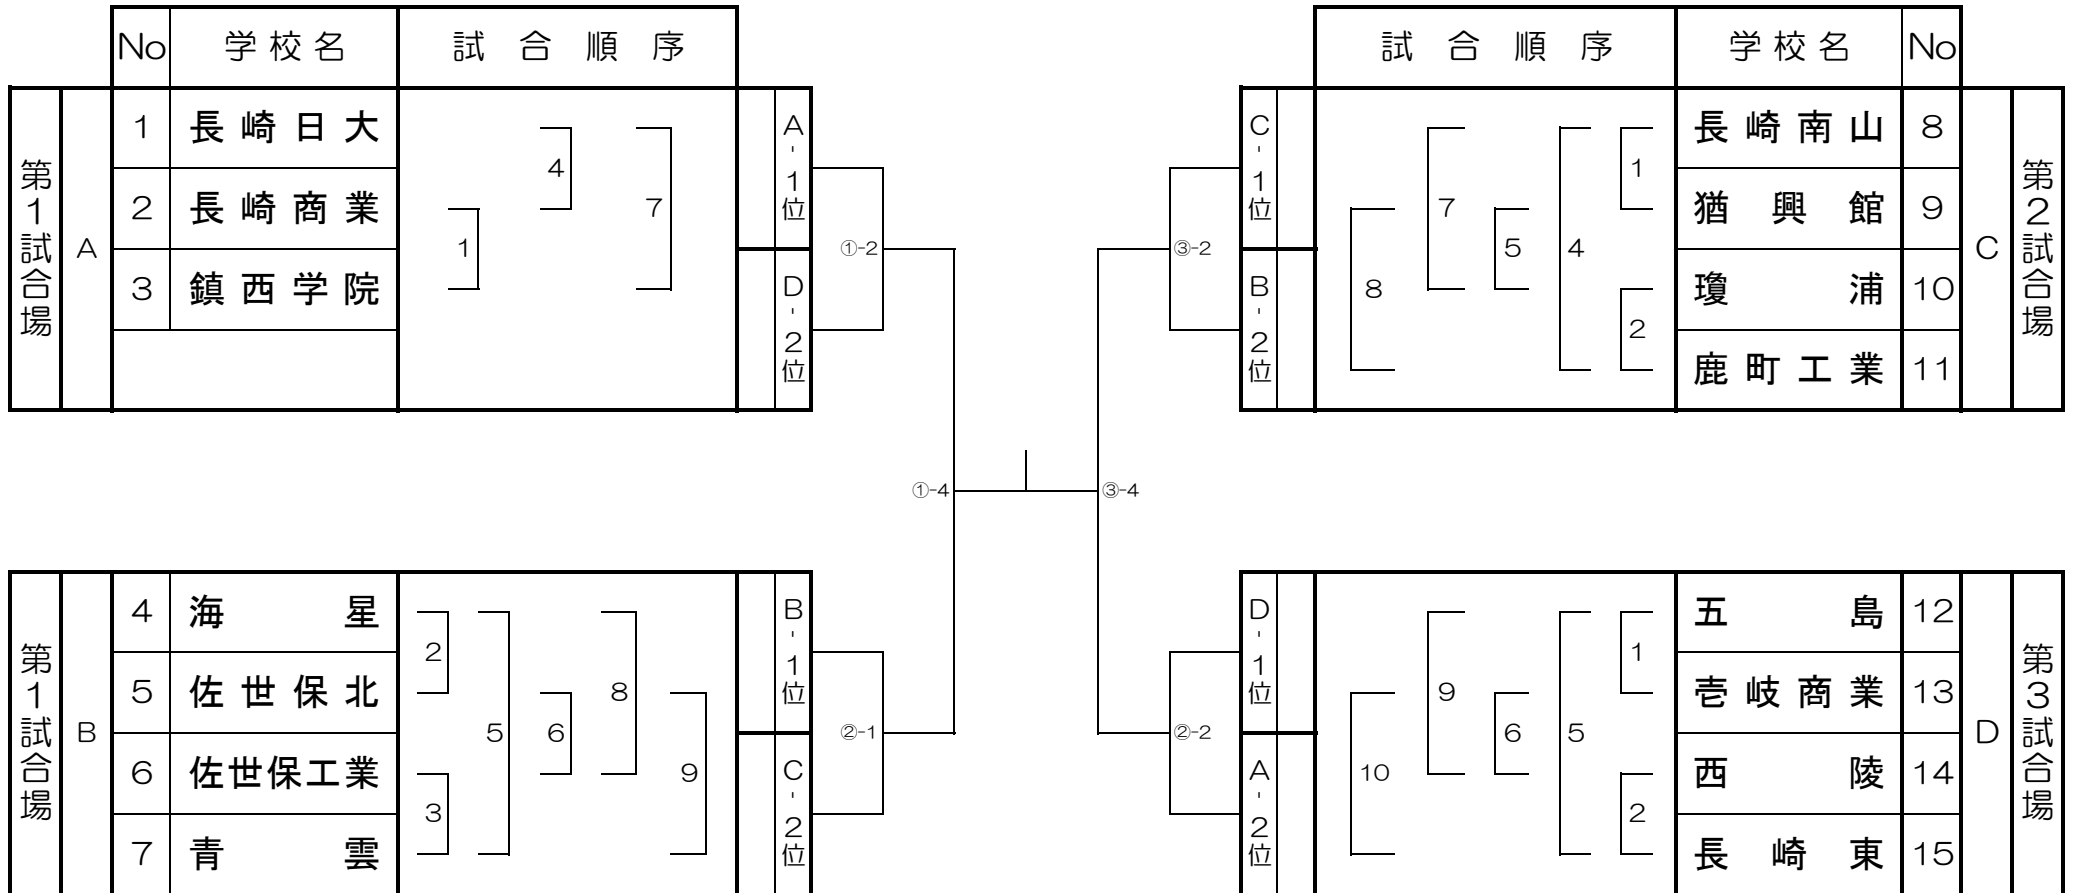 No 学校名 試合順序
第1試合場 A
1 長崎日大
2 長崎商業
3 鎮西学院
4
7
1
A-1位
D-2位
①-2
試合順序 学校名 No
C-1位
B-2位
③-2
8
7
5
4
1
2
長崎南山 8
猶興館 9
瓊浦 10
鹿町工業 11
C 第2試合場
①-4
③-4
第1試合場 B
4 海星
5 佐世保北
6 佐世保工業
7 青雲
2
3
5
6
8
9
B-1位
C-2位
②-1
D-1位
A-2位
②-2
10
9
6
5
1
2
五島 12
壱岐商業 13
西陵 14
長崎東 15
D 第3試合場